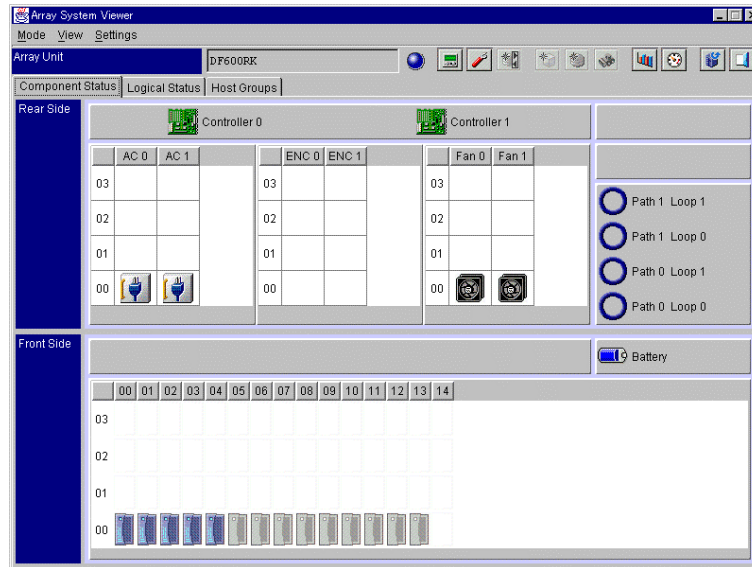 Array System Viewer
Mode View Settings
Array Unit DF600RK
Component Status Logical Status Host Groups
Rear Side
Controller 0 Controller 1
AC 0 AC 1 ENC 0 ENC 1 Fan 0 Fan 1
03 03 03
02 02 02
01 01 01
00 00 00
Path 1 Loop 1
Path 1 Loop 0
Path 0 Loop 1
Path 0 Loop 0
Front Side
Battery
00 01 02 03 04 05 06 07 08 09 10 11 12 13 14
03
02
01
00